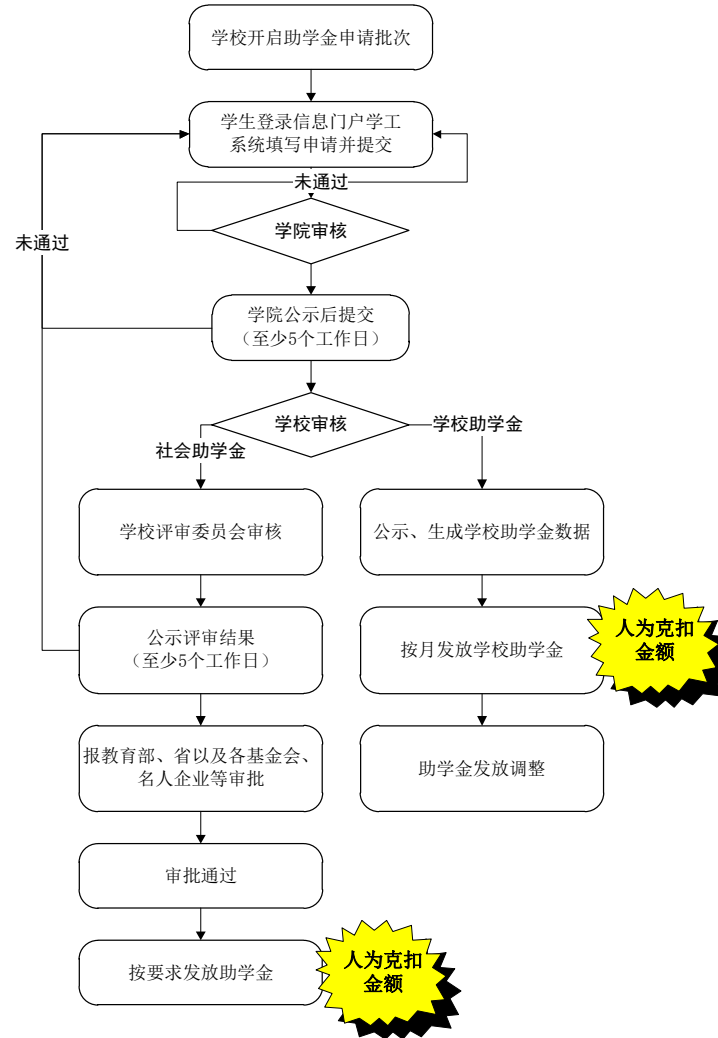 学校开启助学金申请批次
学生登录信息门户学工
系统填写申请并提交
未通过
学院审核
未通过
学院公示后提交
（至少5个工作日）
学校审核
社会助学金
学校助学金
学校评审委员会审核
公示、生成学校助学金数据
公示评审结果
（至少5个工作日）
按月发放学校助学金
人为克扣
金额
报教育部、省以及各基金会、
名人企业等审批
助学金发放调整
审批通过
按要求发放助学金
人为克扣
金额